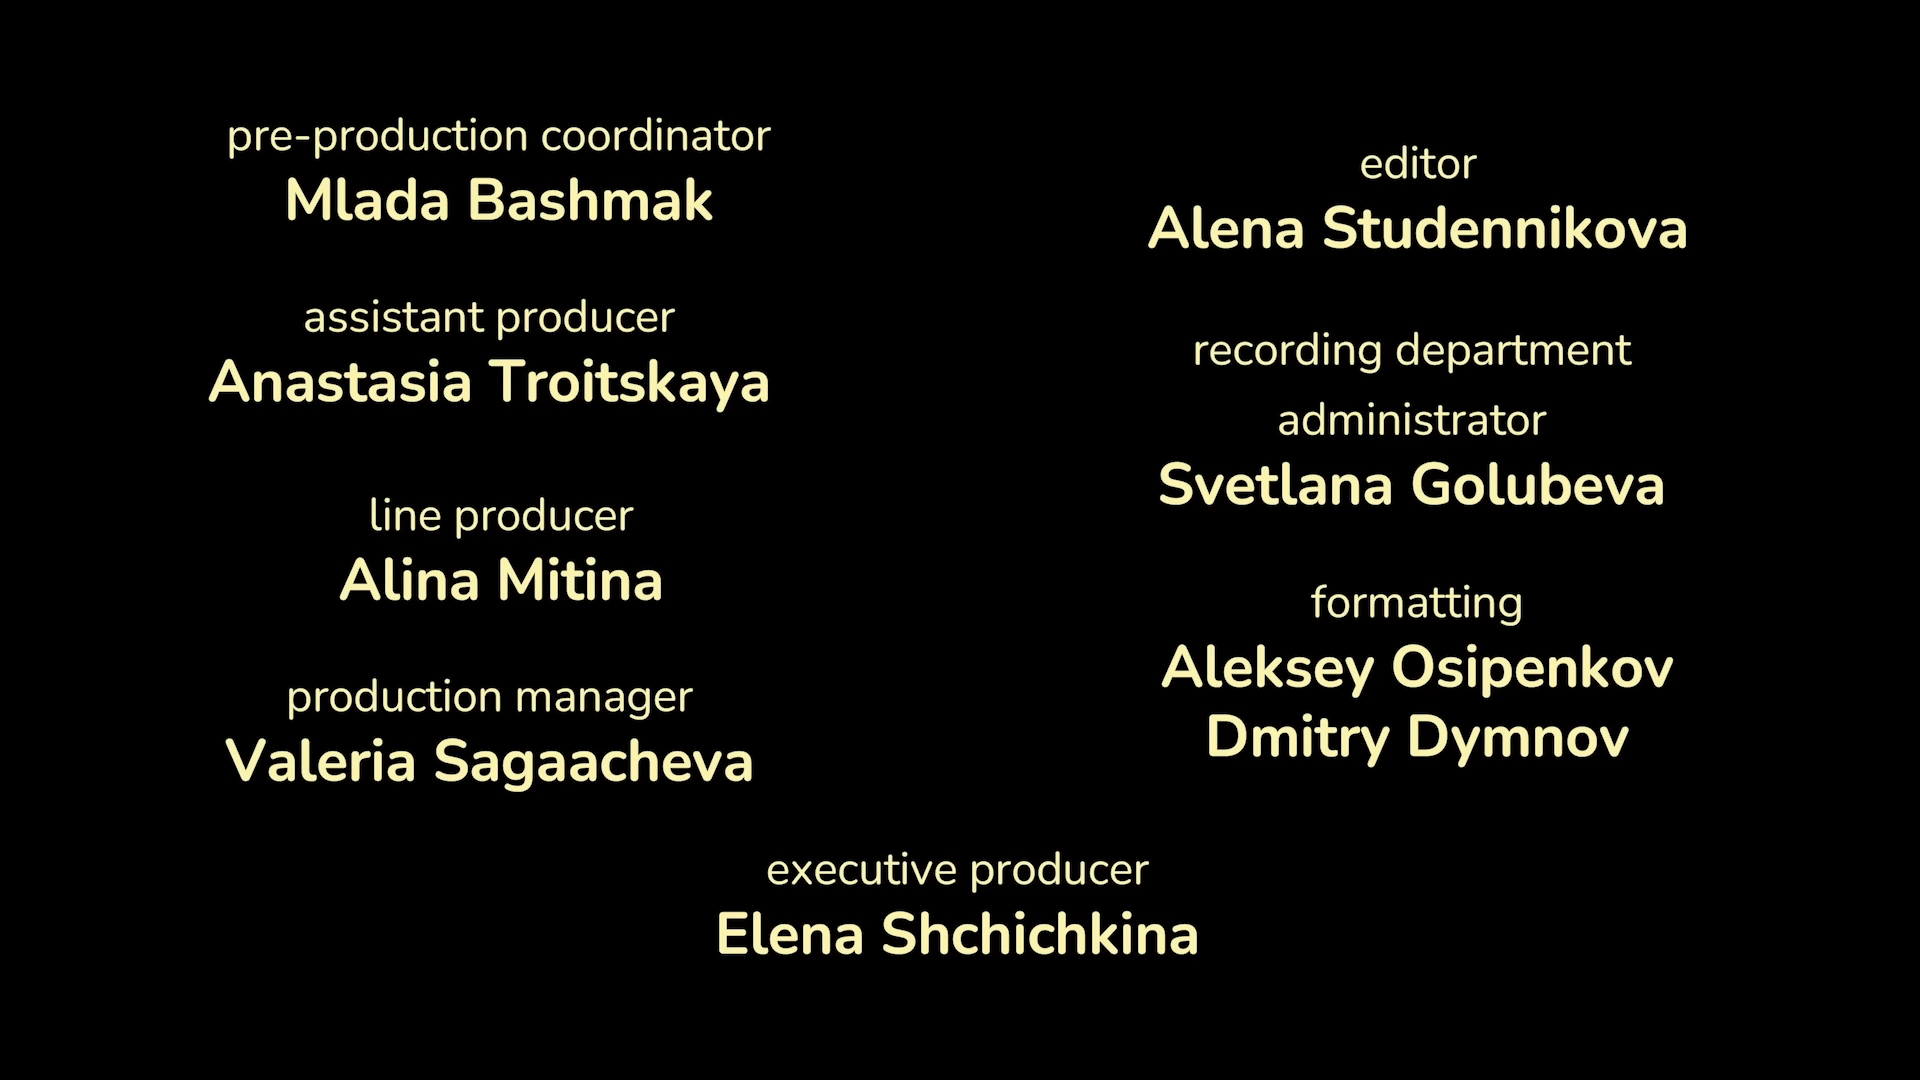 pre-production coordinator
Mlada Bashmak
assistant producer
Anastasia Troitskaya
line producer
Alina Mitina
production manager
Valeria Sagaacheva
editor
Alena Studennikova
recording department
administrator
Svetlana Golubeva
formatting
Aleksey Osipenkov
Dmitry Dymnov
executive producer
Elena Shchichkina